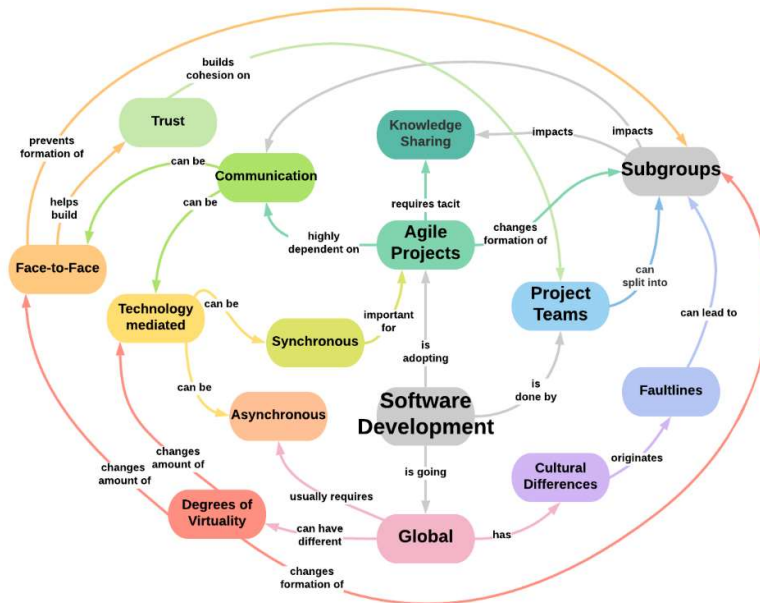 builds
cohesion on
Trust
prevents
formation of
Knowledge
Sharing
impacts
impacts
can be
Communication
Subgroups
helps
build
can be
requires tacit
highly
dependent on
Agile
Projects
changes
formation of
Face-to-Face
can
split into
Technology
mediated
can be
Project
Teams
important
for
Synchronous
can lead to
is
adopting
can be
is
done by
Faultlines
Asynchronous
Software
Development
changes
amount of
changes
amount of
is going
originates
Cultural
Differences
usually requires
Degrees of
Virtuality
can have
different
Global
has
changes
formation of